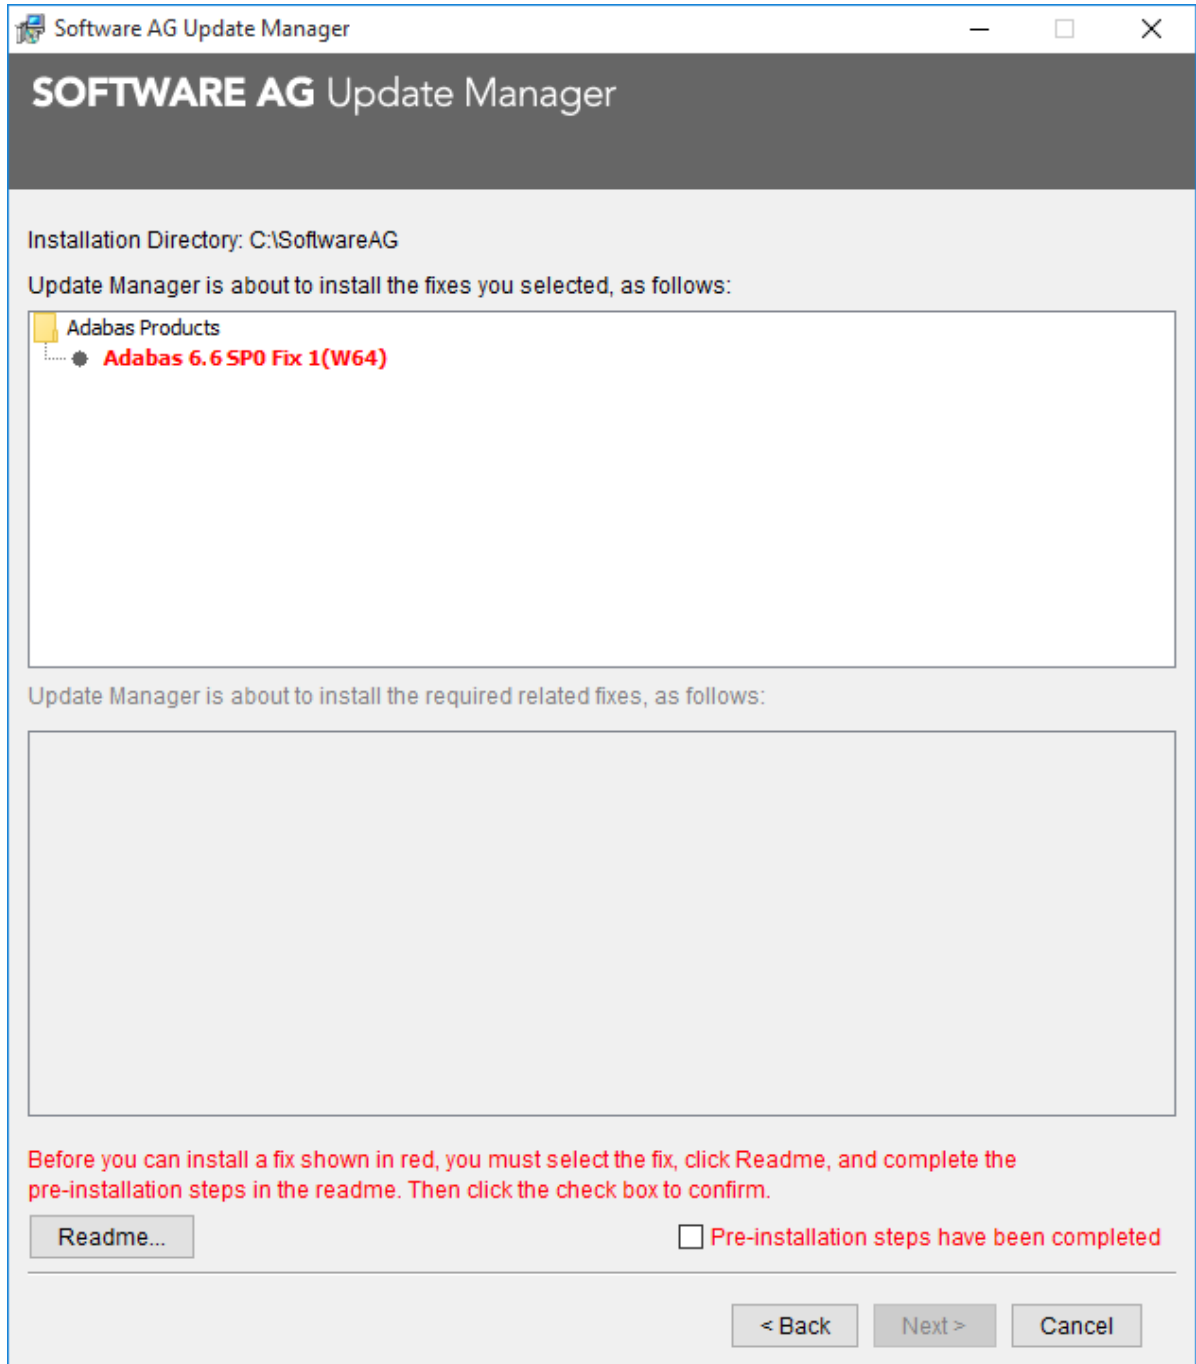 Software AG Update Manager
SOFTWARE AG Update Manager
Installation Directory: C:\SoftwareAG
Update Manager is about to install the fixes you selected, as follows:
Adabas Products
Adabas 6.6 SP0 Fix 1(W64)
Update Manager is about to install the required related fixes, as follows:
Before you can install a fix shown in red, you must select the fix, click Readme, and complete the
pre-installation steps in the readme. Then click the check box to confirm.
Readme...
Pre-installation steps have been completed
< Back
Next >
Cancel